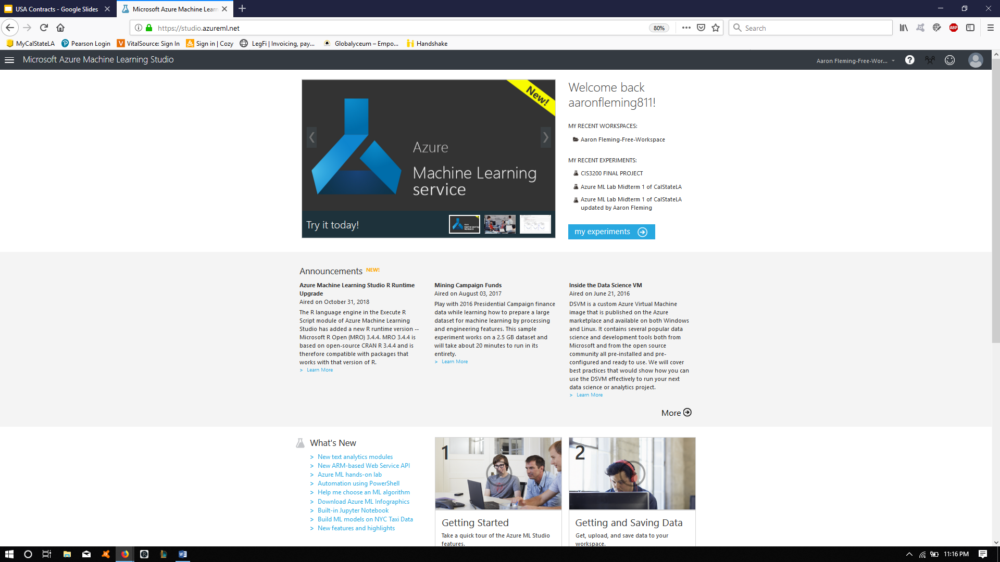 USA Contracts - Google Slides
Microsoft Azure Machine Learn
https://studio.azureml.net
80%
Search
ABP
MyCalStateLA
Pearson Login
VitalSource: Sign In
Sign in | Cozy
LegFi | Invoicing, pay...
Globalyceum – Empo...
Handshake
Microsoft Azure Machine Learning Studio
Aaron Fleming-Free-Wor...
New!
Azure
Machine Learning
service
Try it today!
Welcome back
aaronfleming811!
MY RECENT WORKSPACES:
Aaron Fleming-Free-Workspace
MY RECENT EXPERIMENTS:
CIS3200 FINAL PROJECT
Azure ML Lab Midterm 1 of CalStateLA
Azure ML Lab Midterm 1 of CalStateLA
updated by Aaron Fleming
my experiments
Announcements NEW!
Azure Machine Learning Studio R Runtime
Upgrade
Aired on October 31, 2018
The R language engine in the Execute R
Script module of Azure Machine Learning
Studio has added a new R runtime version --
Microsoft R Open (MRO) 3.4.4. MRO 3.4.4 is
based on open-source CRAN R 3.4.4 and is
therefore compatible with packages that
works with that version of R.
> Learn More
Mining Campaign Funds
Aired on August 03, 2017
Play with 2016 Presidential Campaign finance
data while learning how to prepare a large
dataset for machine learning by processing
and engineering features. This sample
experiment works on a 2.5 GB dataset and
will take about 20 minutes to run in its
entirety.
> Learn More
Inside the Data Science VM
Aired on June 21, 2016
DSVM is a custom Azure Virtual Machine
image that is published on the Azure
marketplace and available on both Windows
and Linux. It contains several popular data
science and development tools both from
Microsoft and from the open source
community all pre-installed and pre-
configured and ready to use. We will cover
best practices that would show how you can
use the DSVM effectively to run your next
data science or analytics project.
> Learn More
More
What's New
> New text analytics modules
> New ARM-based Web Service API
> Azure ML hands-on lab
> Automation using PowerShell
> Help me choose an ML algorithm
> Download Azure ML Infographics
> Built-in Jupyter Notebook
> Build ML models on NYC Taxi Data
> New features and highlights
1
Getting Started
Take a quick tour of the Azure ML Studio
features.
2
Getting and Saving Data
Get, upload, and save data to your
workspace.
11:16 PM